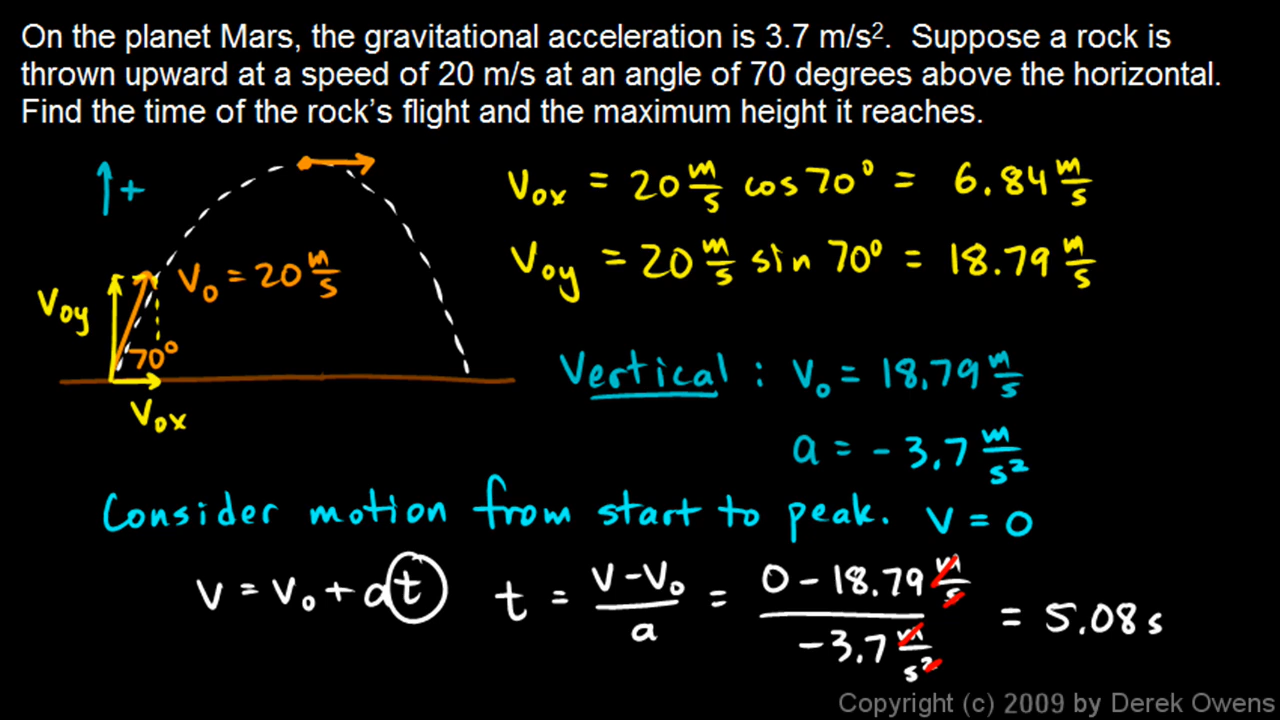 On the planet Mars, the gravitational acceleration is 3.7 m/s². Suppose a rock is
thrown upward at a speed of 20 m/s at an angle of 70 degrees above the horizontal.
Find the time of the rock's flight and the maximum height it reaches.
+
V₀ = 20 m/s
V₀y
70°
V₀x
V₀x = 20 m/s cos 70° = 6.84 m/s
V₀y = 20 m/s sin 70° = 18.79 m/s
Vertical : V₀ = 18.79 m/s
a = -3.7 m/s²
Consider motion from start to peak. V = 0
V = V₀ + at t = (V - V₀)/a = (0 - 18.79 m/s)/(-3.7 m/s²) = 5.08 s
Copyright (c) 2009 by Derek Owens